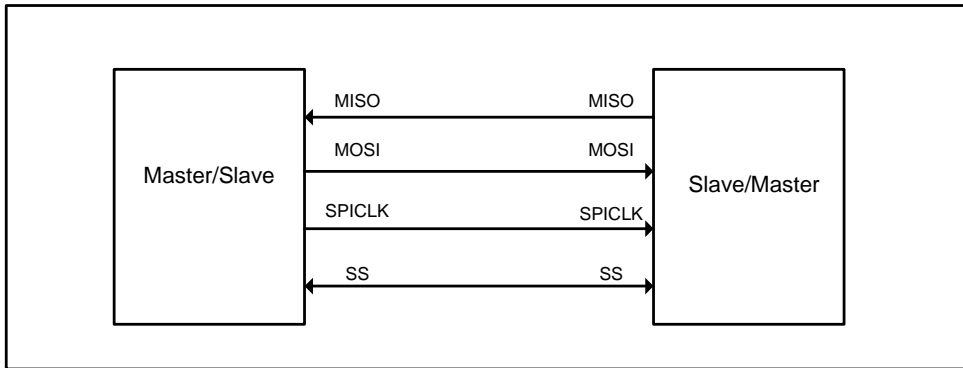 MISO MISO
MOSI MOSI
Master/Slave Slave/Master
SPICLK SPICLK
SS SS